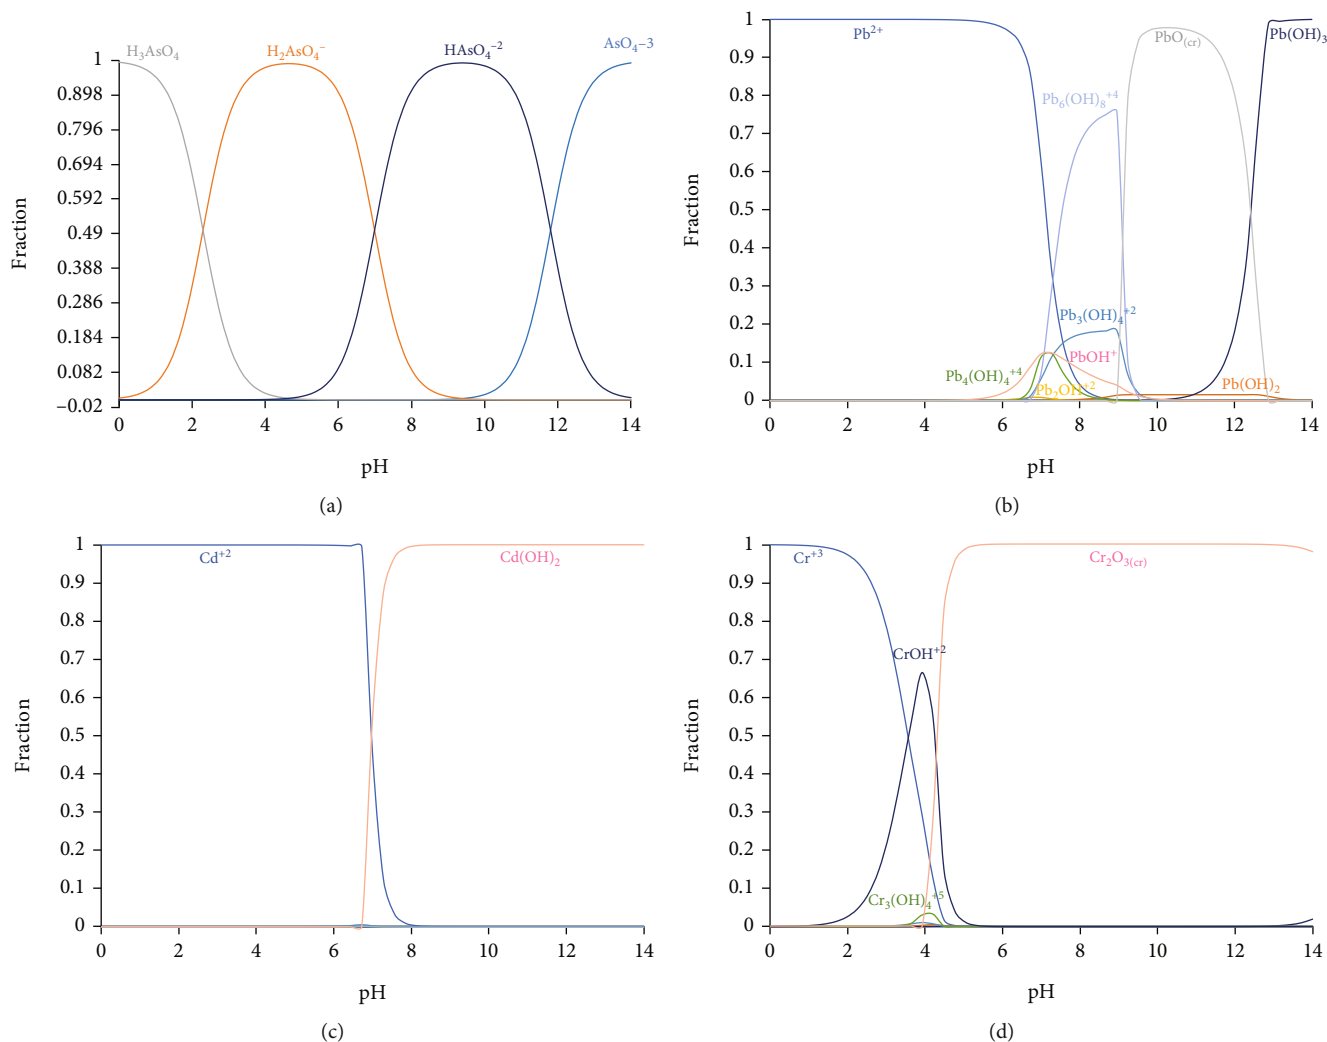 (a)
H₃AsO₄
H₂AsO₄⁻
HAsO₄⁻²
AsO₄−3
1
0.898
0.796
0.694
0.592
0.49
0.388
0.286
0.184
0.082
−0.02
Fraction
0 2 4 6 8 10 12 14
pH
(a)
Pb²⁺
PbO₍cr₎
Pb(OH)₃
Pb₆(OH)₈⁺⁴
Pb₃(OH)₄⁺²
PbOH⁺
Pb₄(OH)₄⁺⁴
Pb₂OH⁺²
Pb(OH)₂
1
0.9
0.8
0.7
0.6
0.5
0.4
0.3
0.2
0.1
0
Fraction
0 2 4 6 8 10 12 14
pH
(b)
Cd⁺²
Cd(OH)₂
1
0.9
0.8
0.7
0.6
0.5
0.4
0.3
0.2
0.1
0
Fraction
0 2 4 6 8 10 12 14
pH
(c)
Cr⁺³
Cr₂O₃₍cr₎
CrOH⁺²
Cr₃(OH)₄⁺⁵
1
0.9
0.8
0.7
0.6
0.5
0.4
0.3
0.2
0.1
0
Fraction
0 2 4 6 8 10 12 14
pH
(d)